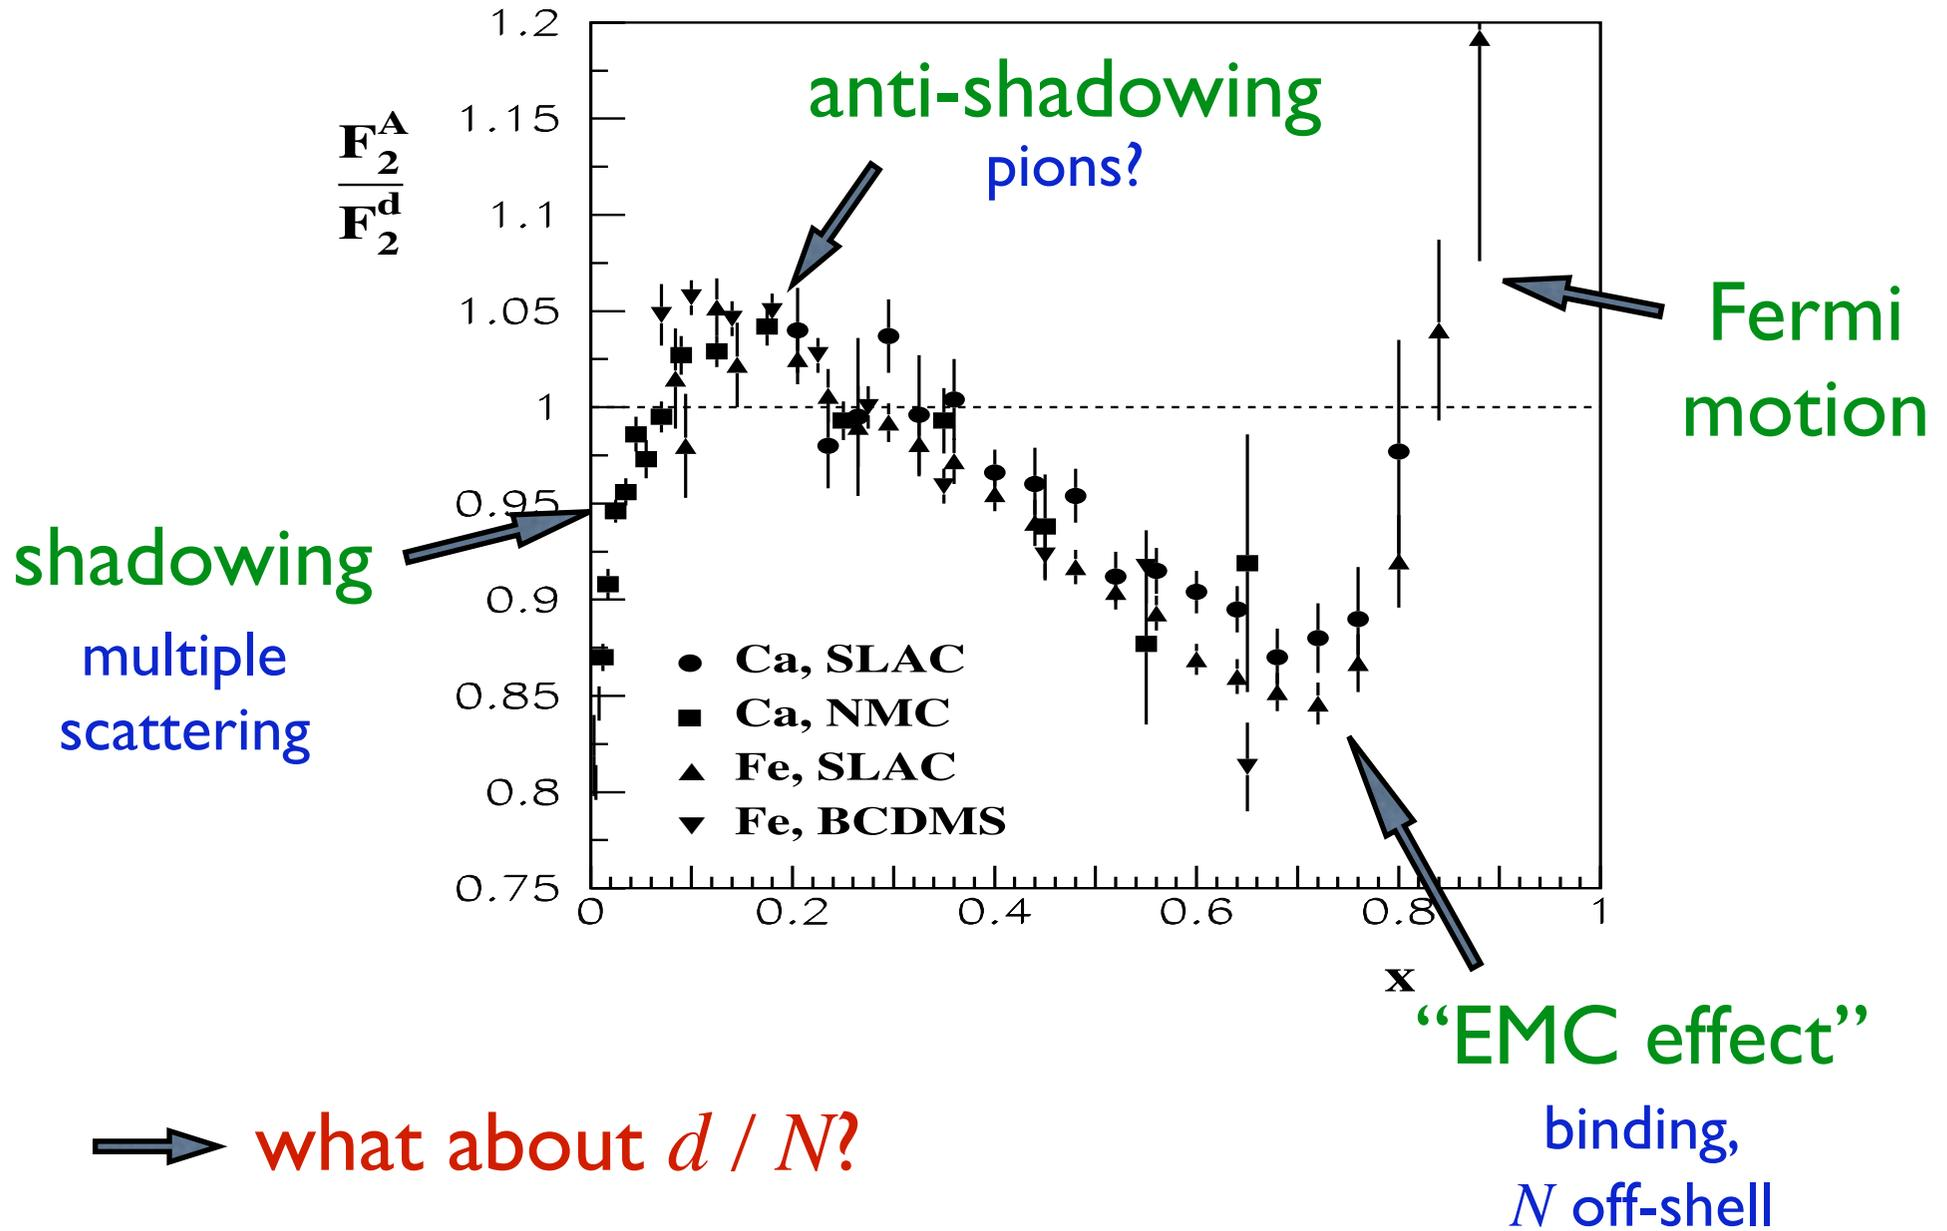 1.2
1.15
1.1
1.05
1
0.95
0.9
0.85
0.8
0.75
F₂ᴬ
F₂ᵈ
anti-shadowing
pions?
Fermi
motion
shadowing
multiple
scattering
Ca, SLAC
Ca, NMC
Fe, SLAC
Fe, BCDMS
0 0.2 0.4 0.6 0.8 1
x
“EMC effect”
binding,
N off-shell
what about d / N?